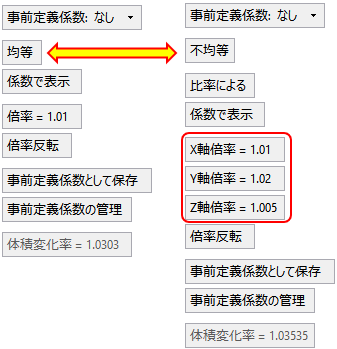 事前定義係数: なし
均等
係数で表示
倍率 = 1.01
倍率反転
事前定義係数として保存
事前定義係数の管理
体積変化率 = 1.0303
事前定義係数: なし
不均等
比率による
係数で表示
X軸倍率 = 1.01
Y軸倍率 = 1.02
Z軸倍率 = 1.005
倍率反転
事前定義係数として保存
事前定義係数の管理
体積変化率 = 1.03535